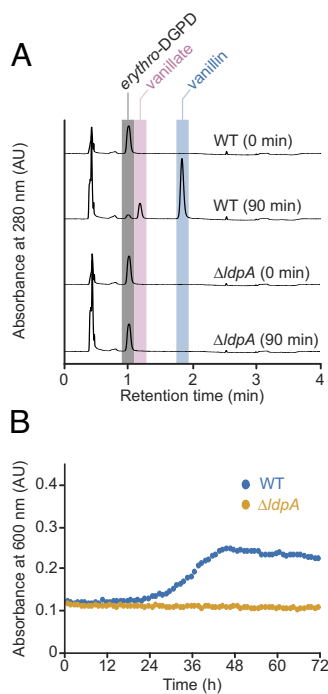 A
erythro-DGPD
vanillate
vanillin
WT (0 min)
WT (90 min)
ΔldpA (0 min)
ΔldpA (90 min)
Absorbance at 280 nm (AU)
0 1 2 3 4
Retention time (min)
B
Absorbance at 600 nm (AU)
0.4
0.3
0.2
0.1
0
WT
ΔldpA
0 12 24 36 48 60 72
Time (h)